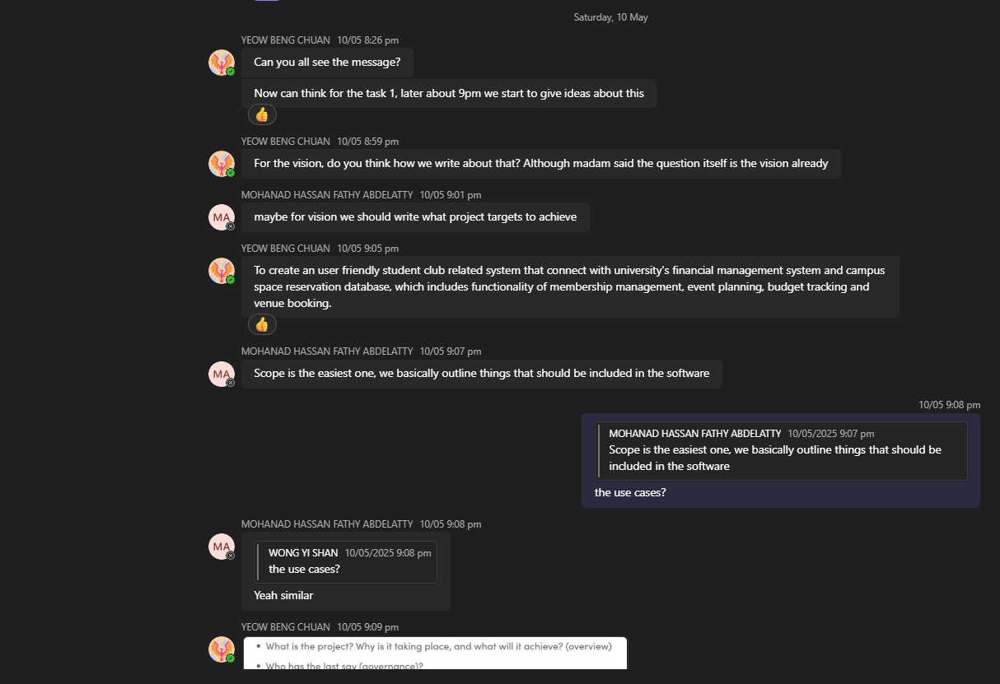 Saturday, 10 May
YEOW BENG CHUAN 10/05 8:26 pm
Can you all see the message?
Now can think for the task 1, later about 9pm we start to give ideas about this
YEOW BENG CHUAN 10/05 8:59 pm
For the vision, do you think how we write about that? Although madam said the question itself is the vision already
MOHANAD HASSAN FATHY ABDELATTY 10/05 9:01 pm
MA
maybe for vision we should write what project targets to achieve
YEOW BENG CHUAN 10/05 9:05 pm
To create an user friendly student club related system that connect with university's financial management system and campus
space reservation database, which includes functionality of membership management, event planning, budget tracking and
venue booking.
MOHANAD HASSAN FATHY ABDELATTY 10/05 9:07 pm
MA
Scope is the easiest one, we basically outline things that should be included in the software
10/05 9:08 pm
MOHANAD HASSAN FATHY ABDELATTY 10/05/2025 9:07 pm
Scope is the easiest one, we basically outline things that should be
included in the software
the use cases?
MOHANAD HASSAN FATHY ABDELATTY 10/05 9:08 pm
MA
WONG YI SHAN 10/05/2025 9:08 pm
the use cases?
Yeah similar
YEOW BENG CHUAN 10/05 9:09 pm
• What is the project? Why is it taking place, and what will it achieve? (overview)
• Who has the last say (governance)?